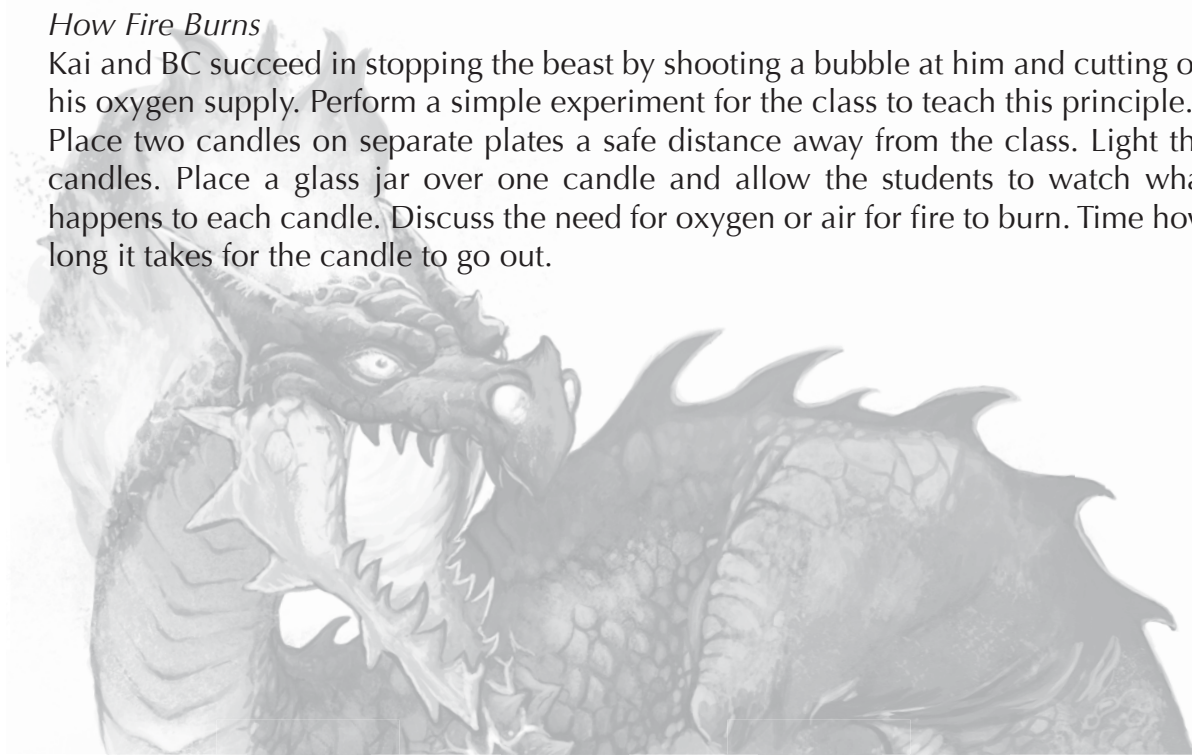 How Fire Burns
Kai and BC succeed in stopping the beast by shooting a bubble at him and cutting o
his oxygen supply. Perform a simple experiment for the class to teach this principle.
Place two candles on separate plates a safe distance away from the class. Light th
candles. Place a glass jar over one candle and allow the students to watch wha
happens to each candle. Discuss the need for oxygen or air for fire to burn. Time how
long it takes for the candle to go out.